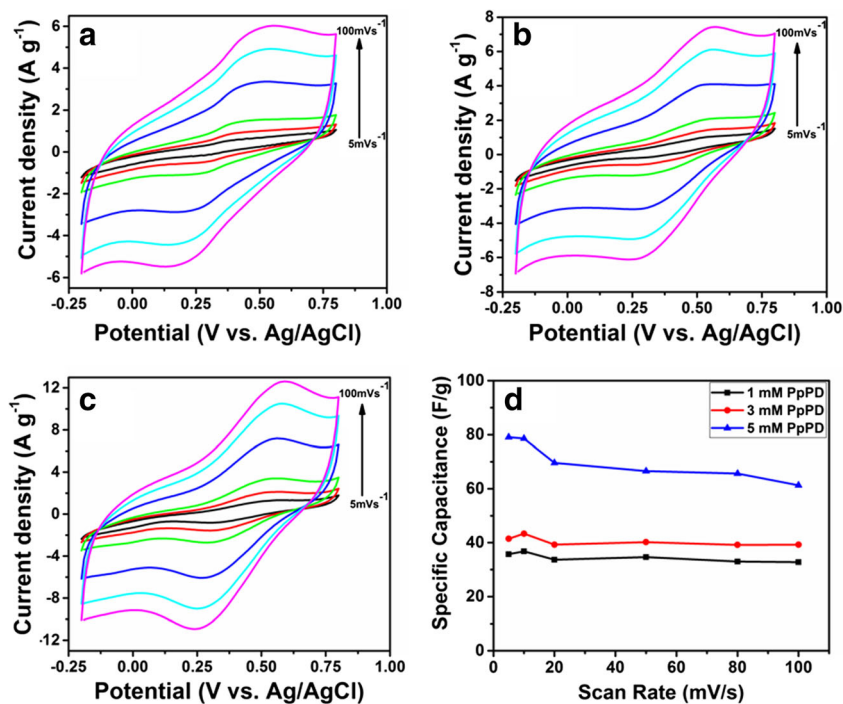 a
100mVs-1
5mVs-1
6
4
2
0
-2
-4
-6
-0.25 0.00 0.25 0.50 0.75 1.00
Current density (A g-1)
Potential (V vs. Ag/AgCl)
b
100mVs-1
5mVs-1
8
6
4
2
0
-2
-4
-6
-8
-0.25 0.00 0.25 0.50 0.75 1.00
Current density (A g-1)
Potential (V vs. Ag/AgCl)
c
100mVs-1
5mVs-1
12
8
4
0
-4
-8
-12
-0.25 0.00 0.25 0.50 0.75 1.00
Current density (A g-1)
Potential (V vs. Ag/AgCl)
d
1 mM PpPD
3 mM PpPD
5 mM PpPD
100
80
60
40
20
0
0 20 40 60 80 100
Specific Capacitance (F/g)
Scan Rate (mV/s)